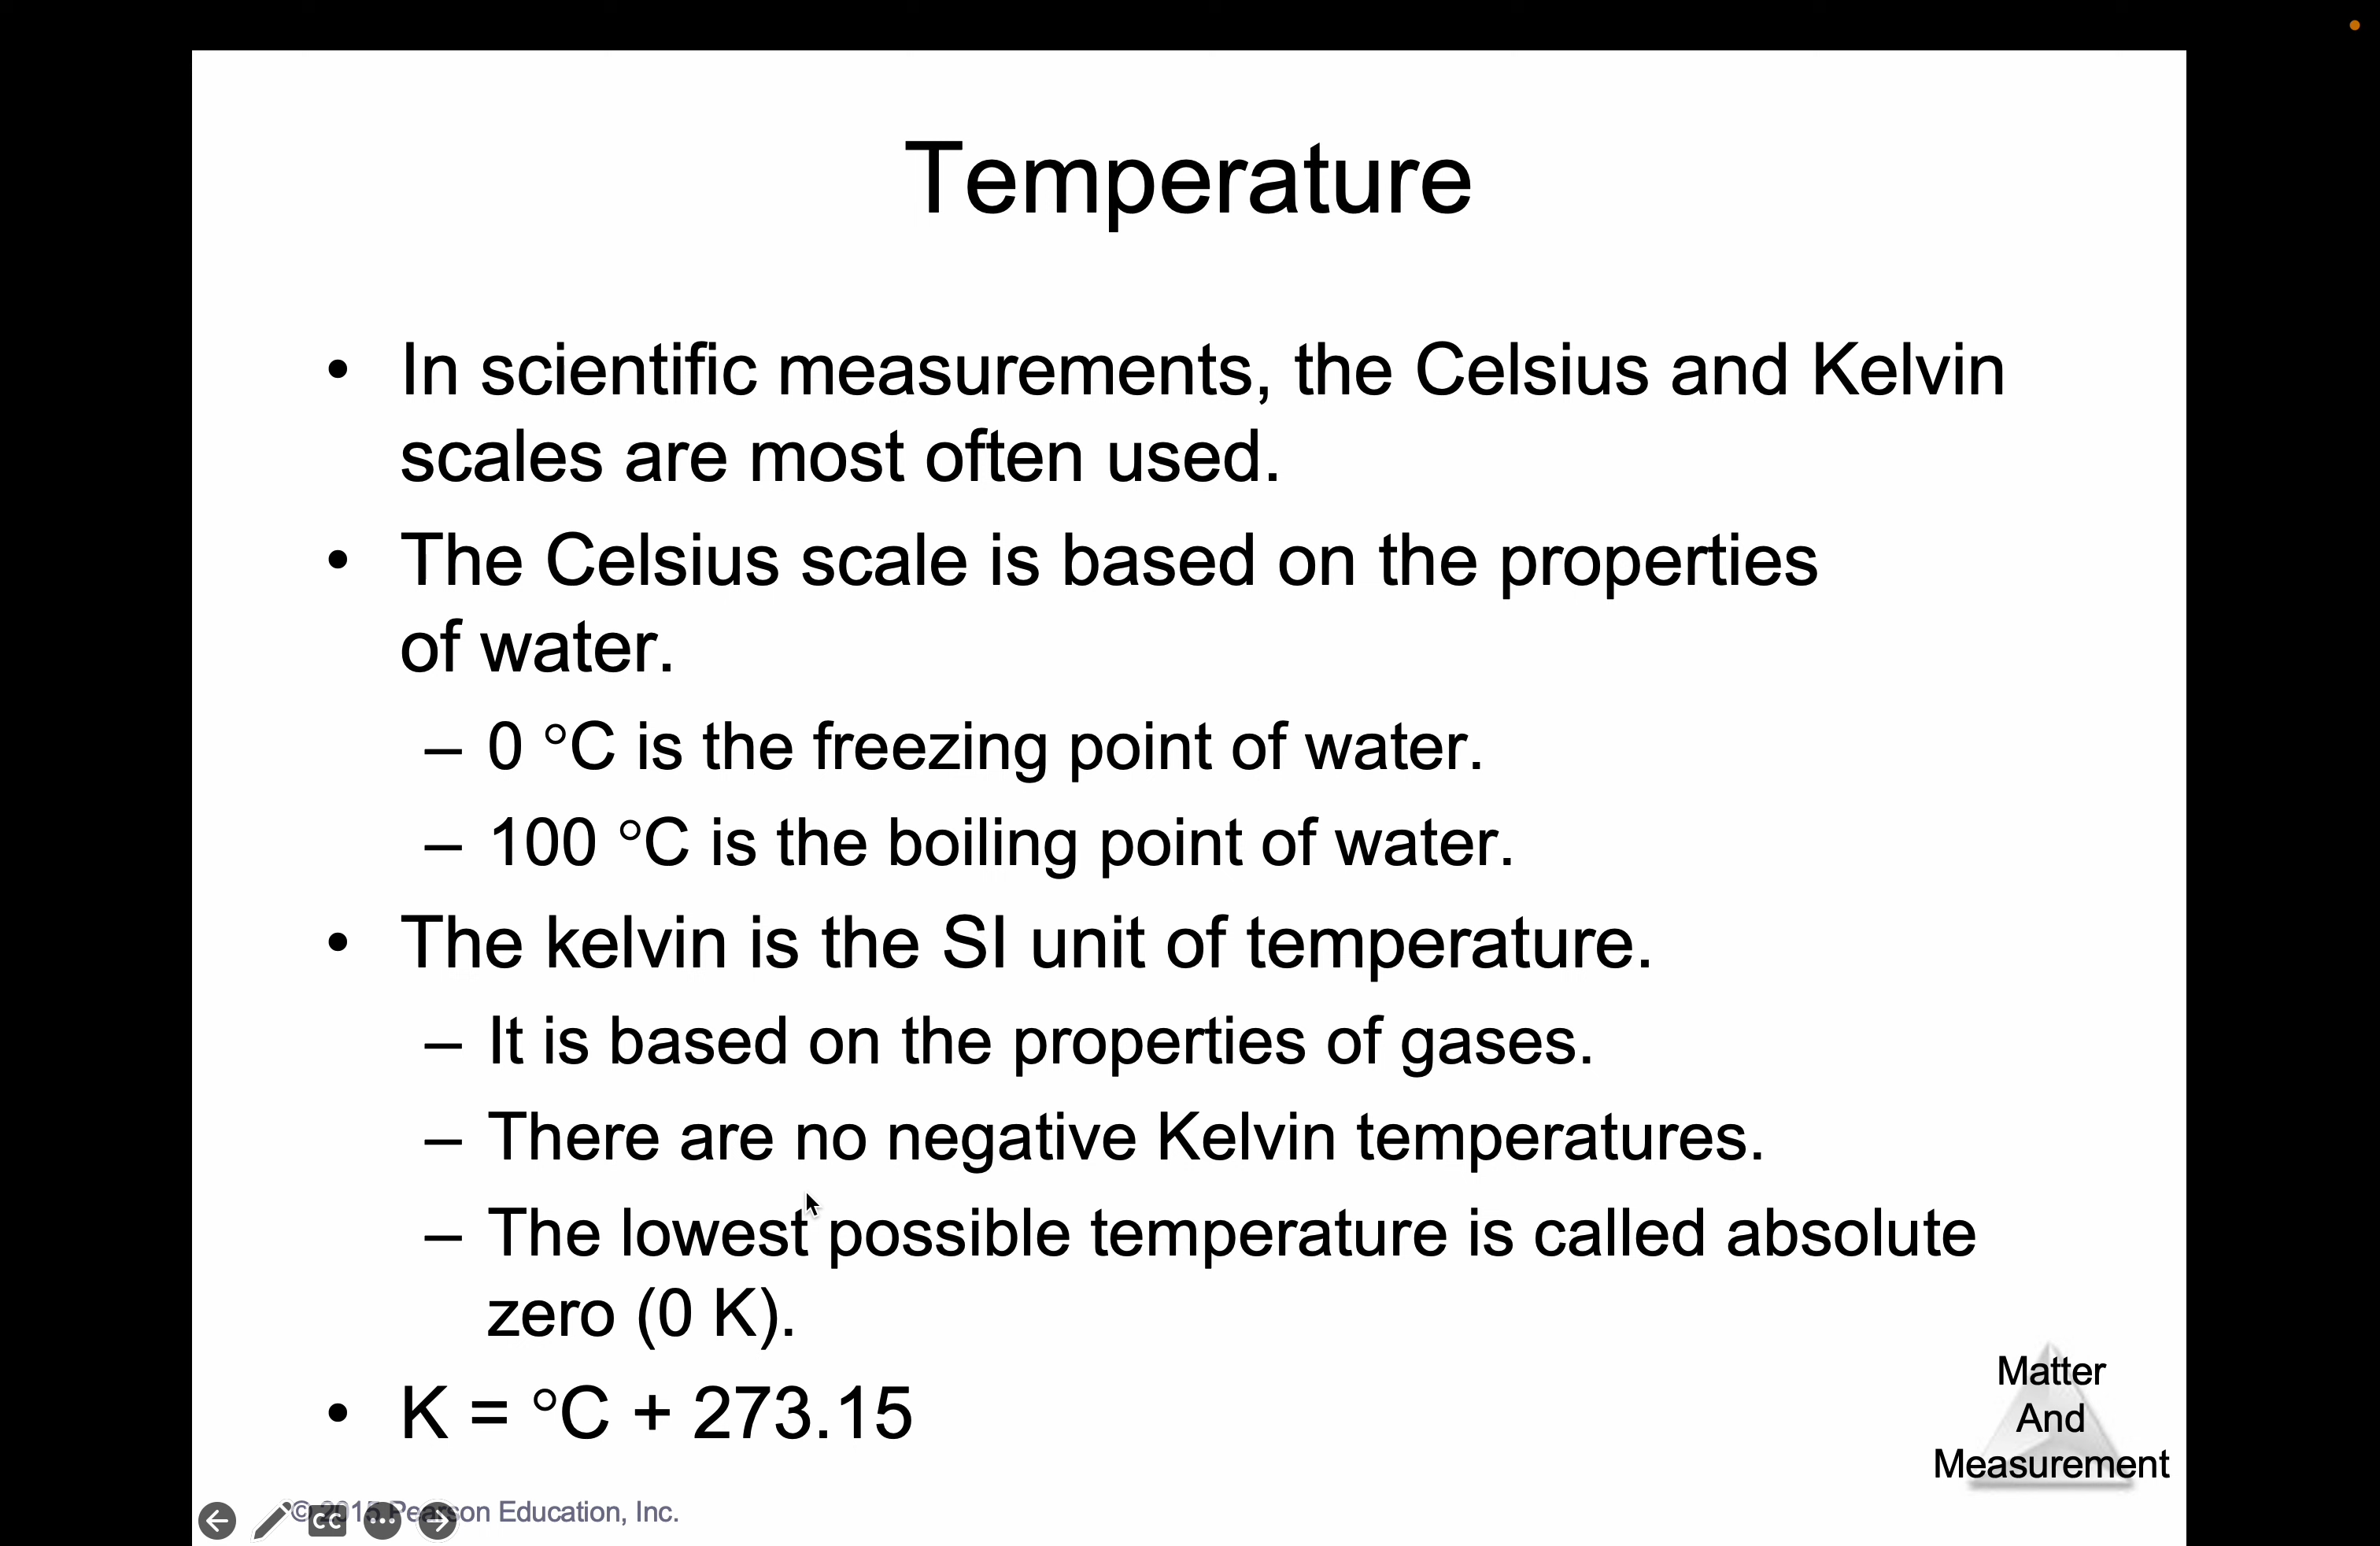 Temperature
• In scientific measurements, the Celsius and Kelvin
scales are most often used.
• The Celsius scale is based on the properties
of water.
– 0 °C is the freezing point of water.
– 100 °C is the boiling point of water.
• The kelvin is the SI unit of temperature.
– It is based on the properties of gases.
– There are no negative Kelvin temperatures.
– The lowest possible temperature is called absolute
zero (0 K).
• K = °C + 273.15
Matter
And
Measurement
© 2015 Pearson Education, Inc.
CC